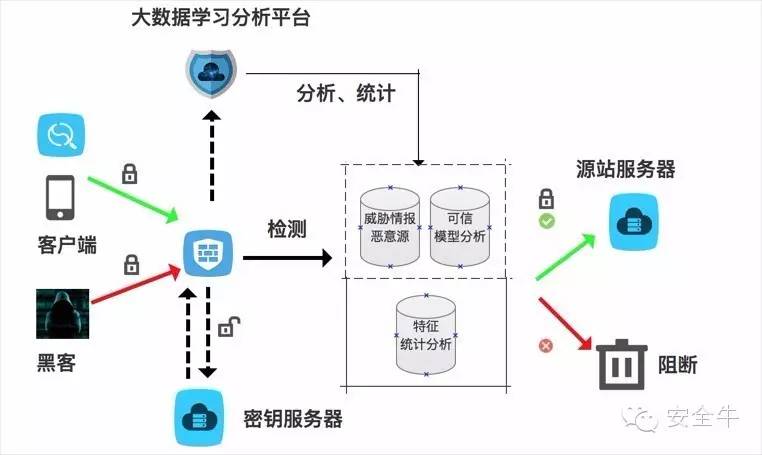 大数据学习分析平台
分析、统计
源站服务器
威胁情报
恶意源
可信
模型分析
客户端
检测
特征
统计分析
黑客
阻断
密钥服务器
安全牛